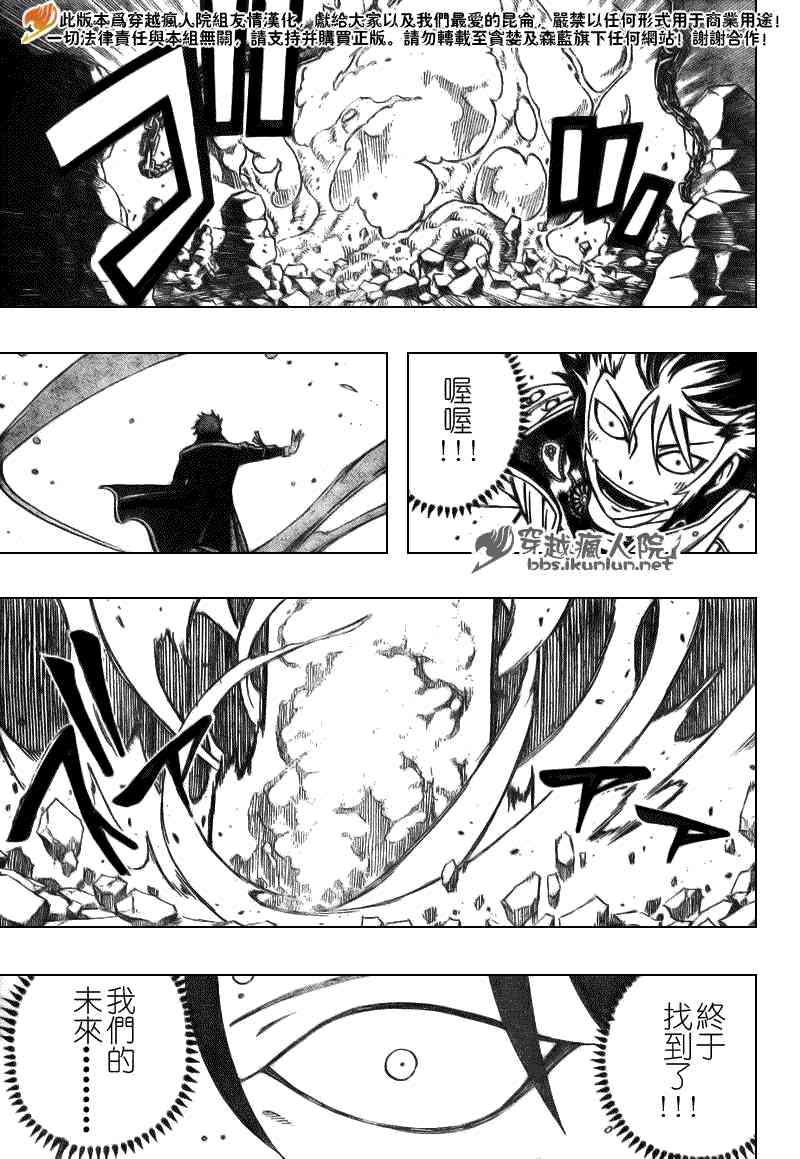 此版本爲穿越瘋人院組友情漢化，獻給大家以及我們最愛的昆侖，嚴禁以任何形式用于商業用途！
一切法律責任與本組無關，請支持并購買正版。請勿轉載至貪婪及森藍旗下任何網站！謝謝合作！
喔喔!!!
穿越瘋人院
bbs.ikunlun.net
ドドド
終于
找到了!!!
我們的
未來………